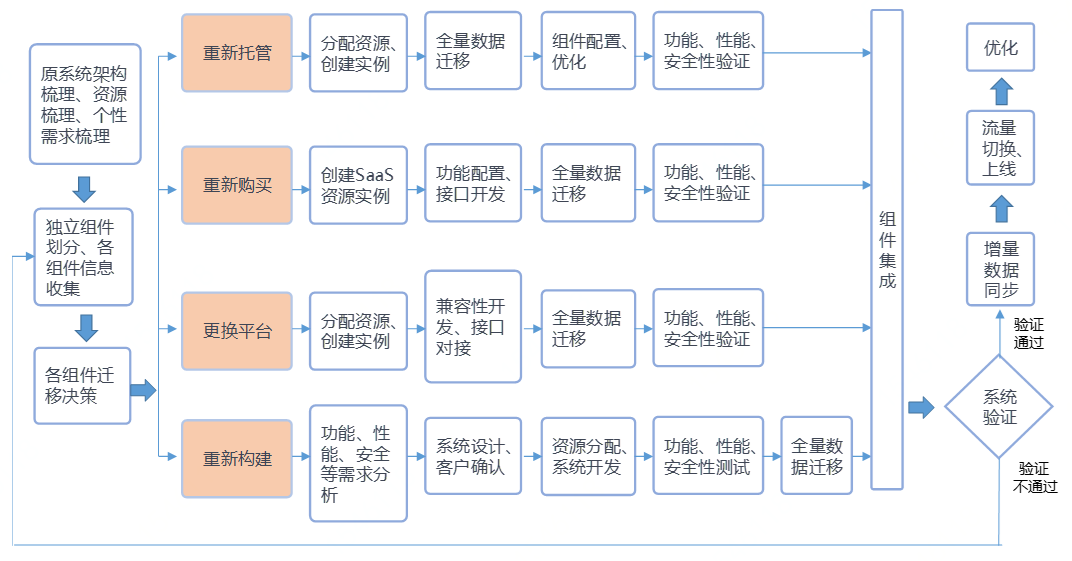 原系统架构
梳理、资源
梳理、个性
需求梳理
独立组件
划分、各
组件信息
收集
各组件迁
移决策
重新托管
分配资源、
创建实例
全量数据
迁移
组件配置、
优化
功能、性能、
安全性验证
重新购买
创建SaaS
资源实例
功能配置、
接口开发
全量数据
迁移
功能、性能、
安全性验证
更换平台
分配资源、
创建实例
兼容性开
发、接口
对接
全量数据
迁移
功能、性能、
安全性验证
重新构建
功能、性
能、安全
等需求分
析
系统设计、
客户确认
资源分配、
系统开发
功能、性能、
安全性测试
全量数
据迁移
组
件
集
成
系统
验证
验证
通过
验证
不通过
增量
数据
同步
流量
切换、
上线
优化